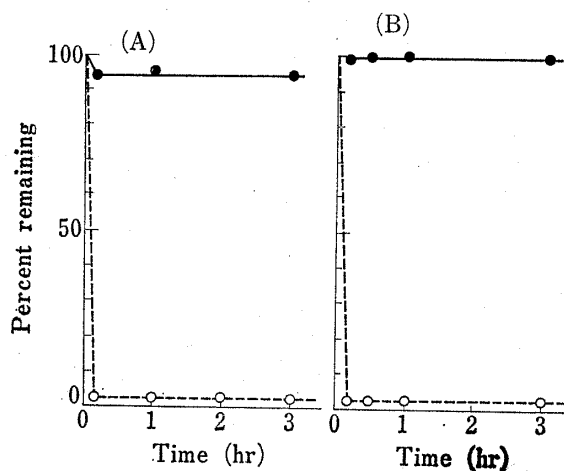 (A)
(B)
100
50
0
Percent remaining
0 1 2 3
0 1 2 3
Time (hr)
Time (hr)